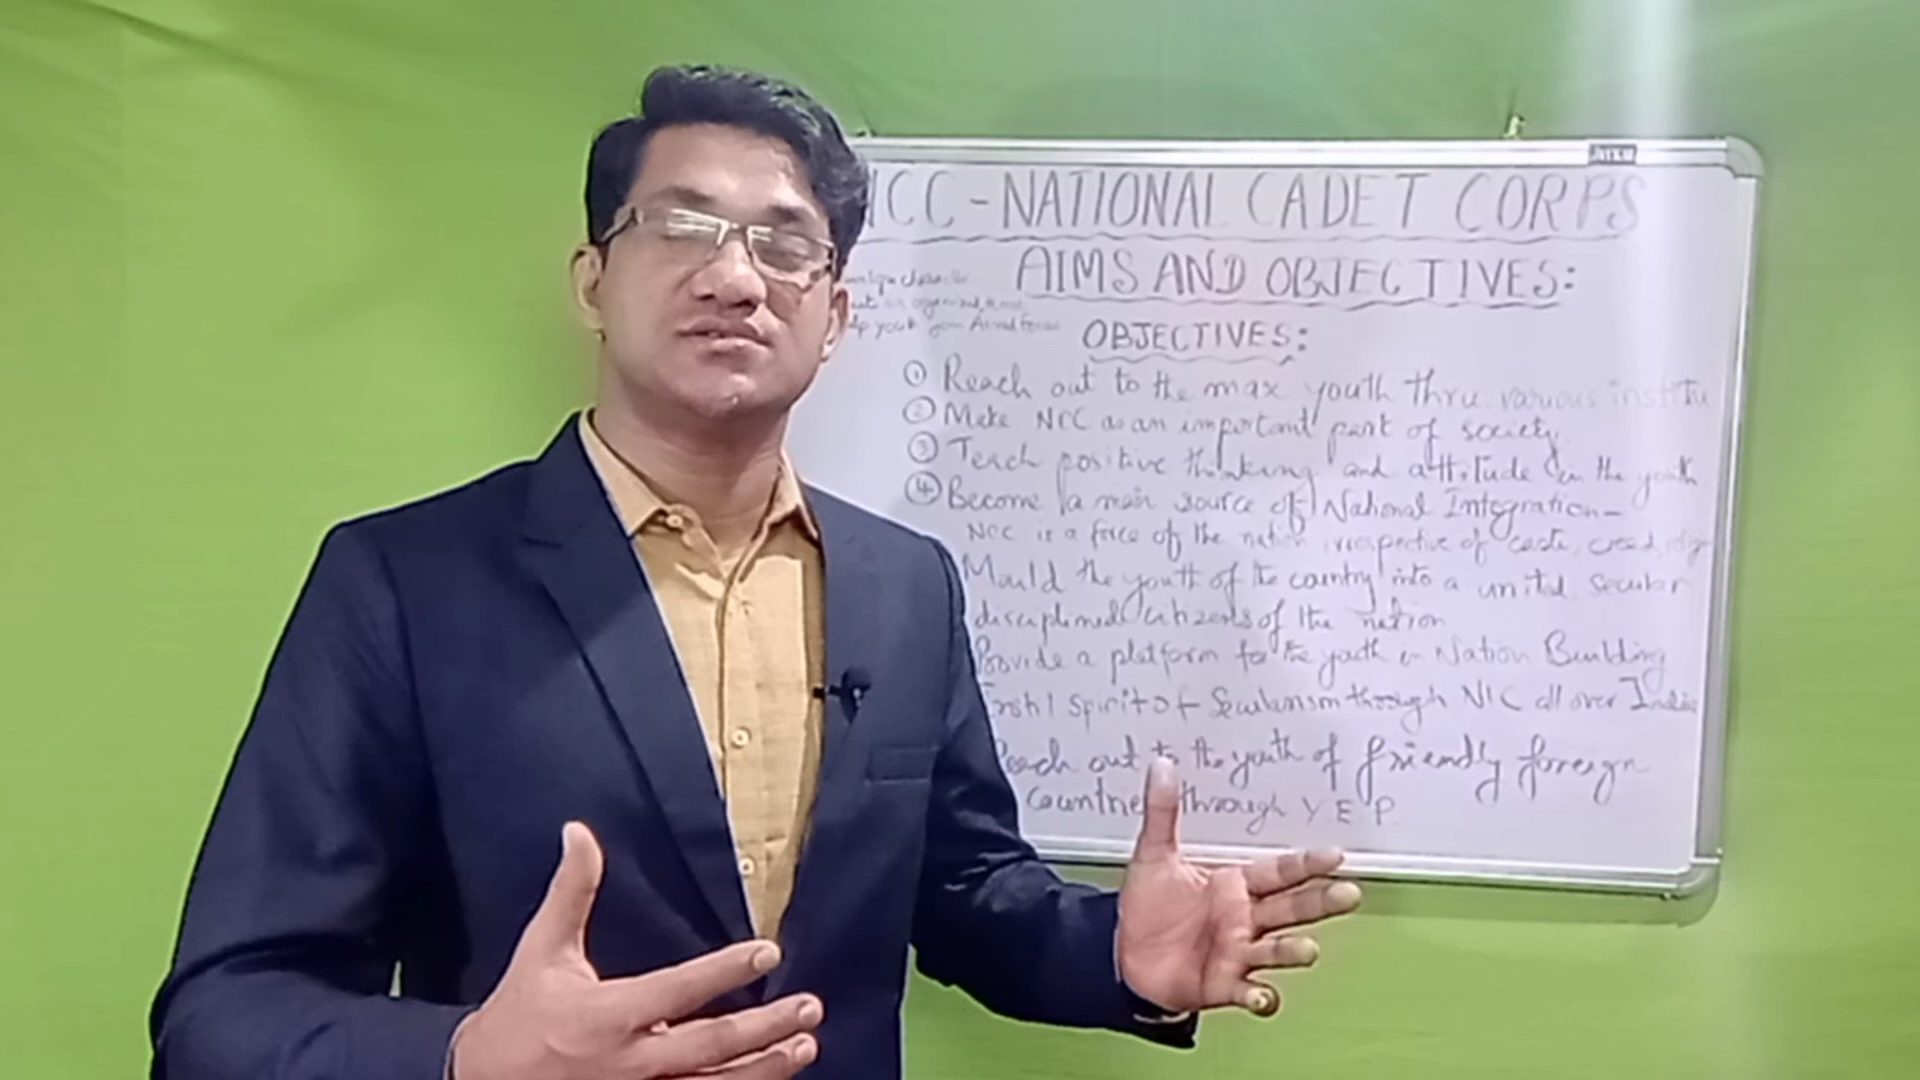 NCC-NATIONAL CADET CORPS
AIMS AND OBJECTIVES:
OBJECTIVES:
① Reach out to the max youth thru various institu
② Make NCC as an important part of society
③ Teach positive thinking and attitude in the youth
④ Become a main source of National Integration-
NCC is a force of the nation irrespective of caste, creed,
Mould the youth of the country into a united, secular
disciplined citizens of the nation
Provide a platform for the youth in Nation Building
spirit of Secularism through NIC all over India
Reach out to the youth of friendly foreign
Countries through YEP